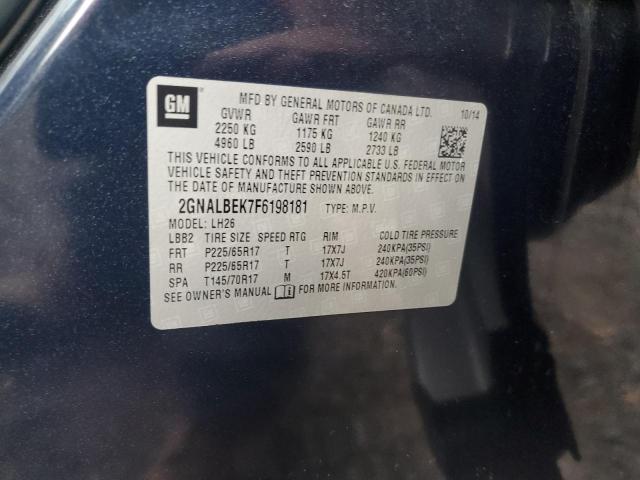 GM
MFD BY GENERAL MOTORS OF CANADA LTD. 10/14
GVWR GAWR FRT GAWR RR
2250 KG 1175 KG 1240 KG
4960 LB 2590 LB 2733 LB
THIS VEHICLE CONFORMS TO ALL APPLICABLE U.S. FEDERAL MOTOR
VEHICLE SAFETY AND THEFT PREVENTION STANDARDS IN EFFECT ON
THE DATE OF MANUFACTURE SHOWN ABOVE.
2GNALBEK7F6198181 TYPE: M.P.V.
MODEL: LH26
LBB2 TIRE SIZE SPEED RTG RIM COLD TIRE PRESSURE
FRT P225/65R17 T 17X7J 240KPA(35PSI)
RR P225/65R17 T 17X7J 240KPA(35PSI)
SPA T145/70R17 M 17X4.5T 420KPA(60PSI)
SEE OWNER'S MANUAL FOR MORE INFORMATION.